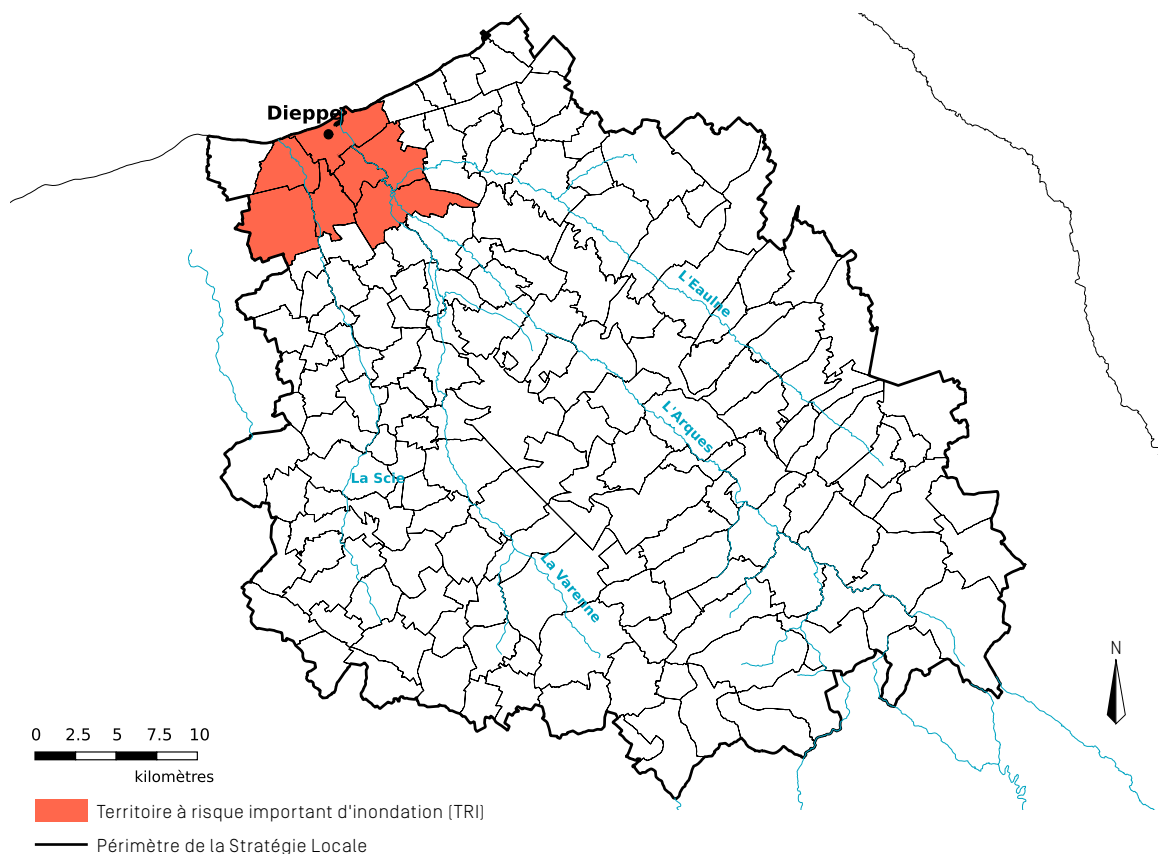 Dieppe
L'Eaulne
L'Arques
La Scie
La Varenne
N
0 2.5 5 7.5 10
kilomètres
Territoire à risque important d'inondation (TRI)
Périmètre de la Stratégie Locale